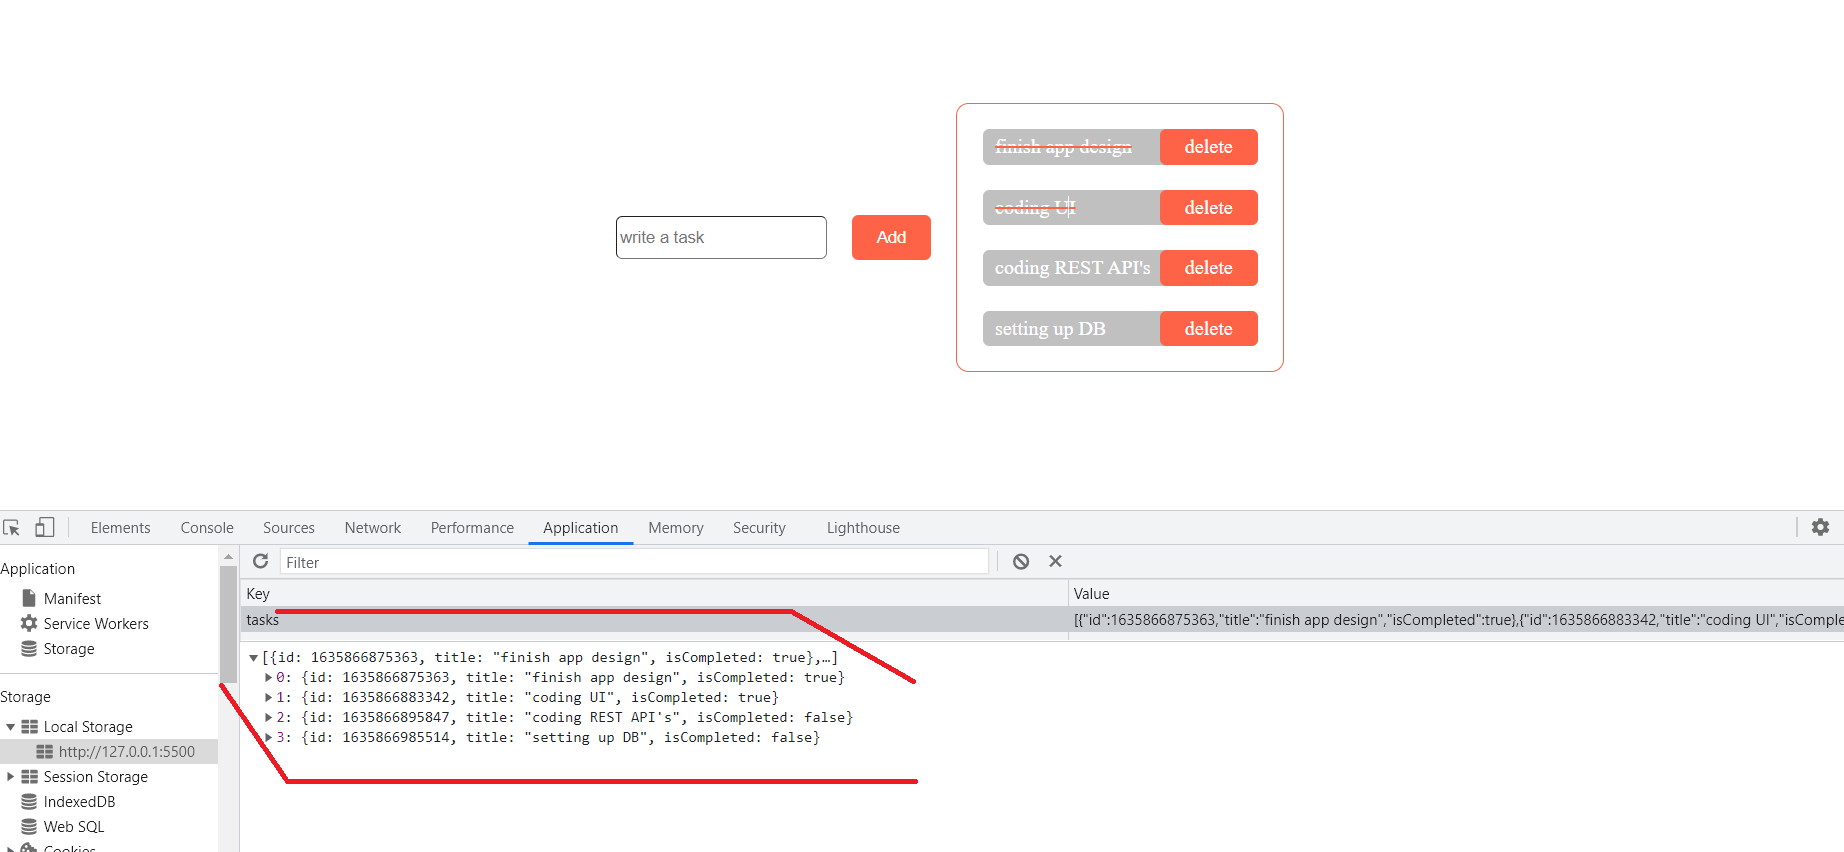 finish app design delete
coding UI delete
write a task Add
coding REST API's delete
setting up DB delete
Elements Console Sources Network Performance Application Memory Security Lighthouse
Application
Manifest
Service Workers
Storage
Storage
Local Storage
http://127.0.0.1:5500
Session Storage
IndexedDB
Web SQL
Cookies
Filter
Key Value
tasks [{"id":1635866875363,"title":"finish app design","isCompleted":true},{"id":1635866883342,"title":"coding UI","isComple
[{id: 1635866875363, title: "finish app design", isCompleted: true},…]
0: {id: 1635866875363, title: "finish app design", isCompleted: true}
1: {id: 1635866883342, title: "coding UI", isCompleted: true}
2: {id: 1635866895847, title: "coding REST API's", isCompleted: false}
3: {id: 1635866985514, title: "setting up DB", isCompleted: false}